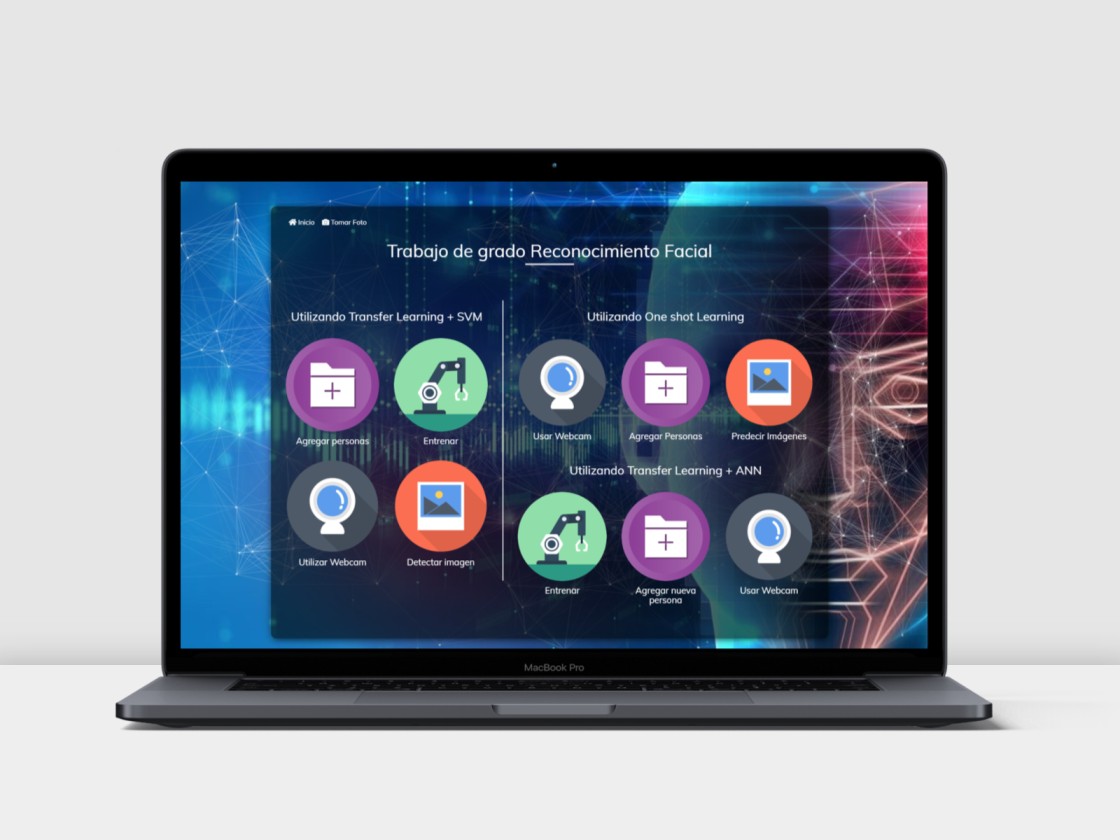 Inicio Tomar Foto
Trabajo de grado Reconocimiento Facial
Utilizando Transfer Learning + SVM
Agregar personas
Entrenar
Utilizar Webcam
Detectar imagen
Utilizando One shot Learning
Usar Webcam
Agregar Personas
Predecir Imágenes
Utilizando Transfer Learning + ANN
Entrenar
Agregar nueva
persona
Usar Webcam
MacBook Pro